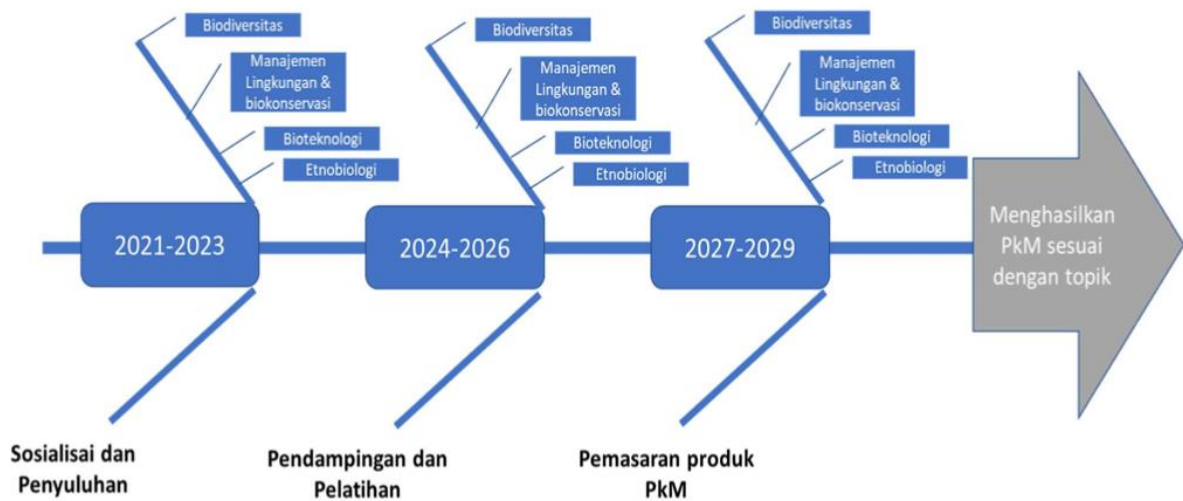 Biodiversitas
Manajemen
Lingkungan &
biokonservasi
Bioteknologi
Etnobiologi
Biodiversitas
Manajemen
Lingkungan &
biokonservasi
Bioteknologi
Etnobiologi
Biodiversitas
Manajemen
Lingkungan &
biokonservasi
Bioteknologi
Etnobiologi
2021-2023
2024-2026
2027-2029
Menghasilkan
PkM sesuai
dengan topik
Sosialisai dan
Penyuluhan
Pendampingan dan
Pelatihan
Pemasaran produk
PkM